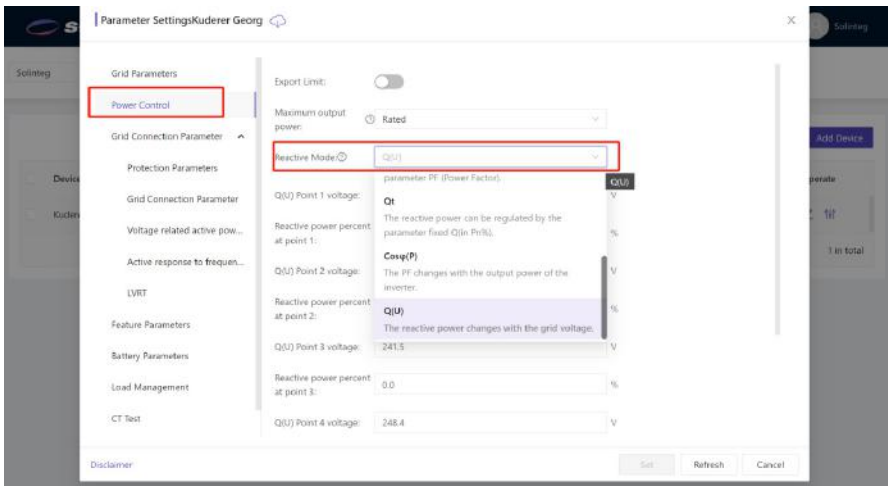 Parameter SettingsKuderer Georg
X
S
Solinteg
Solinteg
Grid Parameters
Export Limit:
Power Control
Maximum output power:
Rated
Grid Connection Parameter
Add Device
Reactive Mode:
Q(U)
Protection Parameters
Device
parameter PF (Power Factor).
Q(U)
perate
Grid Connection Parameter
Q(U) Point 1 voltage:
Qt
V
The reactive power can be regulated by the
parameter fixed Q(in Pn%).
Voltage related active pow...
Reactive power percent
at point 1:
%
1 in total
Cosφ(P)
Active response to frequen...
Q(U) Point 2 voltage:
The PF changes with the output power of the
inverter.
V
LVRT
Reactive power percent
at point 2:
Q(U)
%
Feature Parameters
The reactive power changes with the grid voltage.
Q(U) Point 3 voltage:
241.5
V
Battery Parameters
Reactive power percent
at point 3:
0.0
%
Load Management
CT Test
Q(U) Point 4 voltage:
248.4
V
Disclaimer
Set
Refresh
Cancel